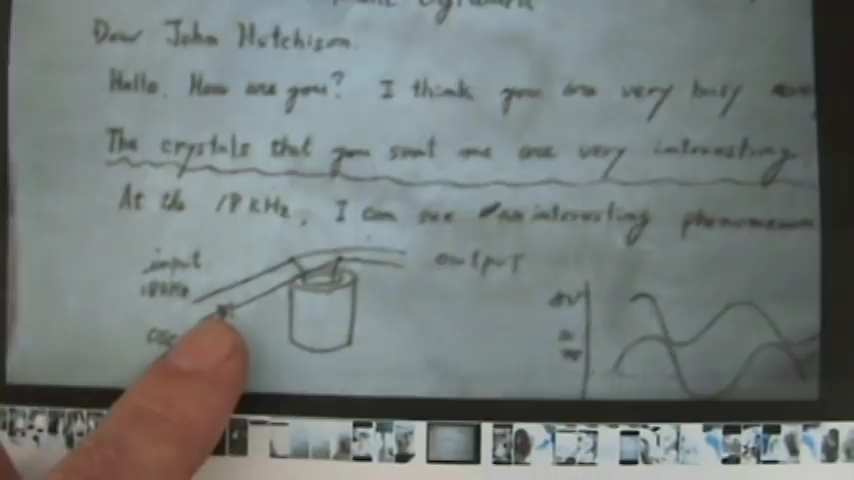 Dear John Hutchison.
Hello. How are you? I think you are very busy
The crystals that you sent me are very interesting
At the 18 KHz, I can see an interesting phenomenon
input
output
18KHz